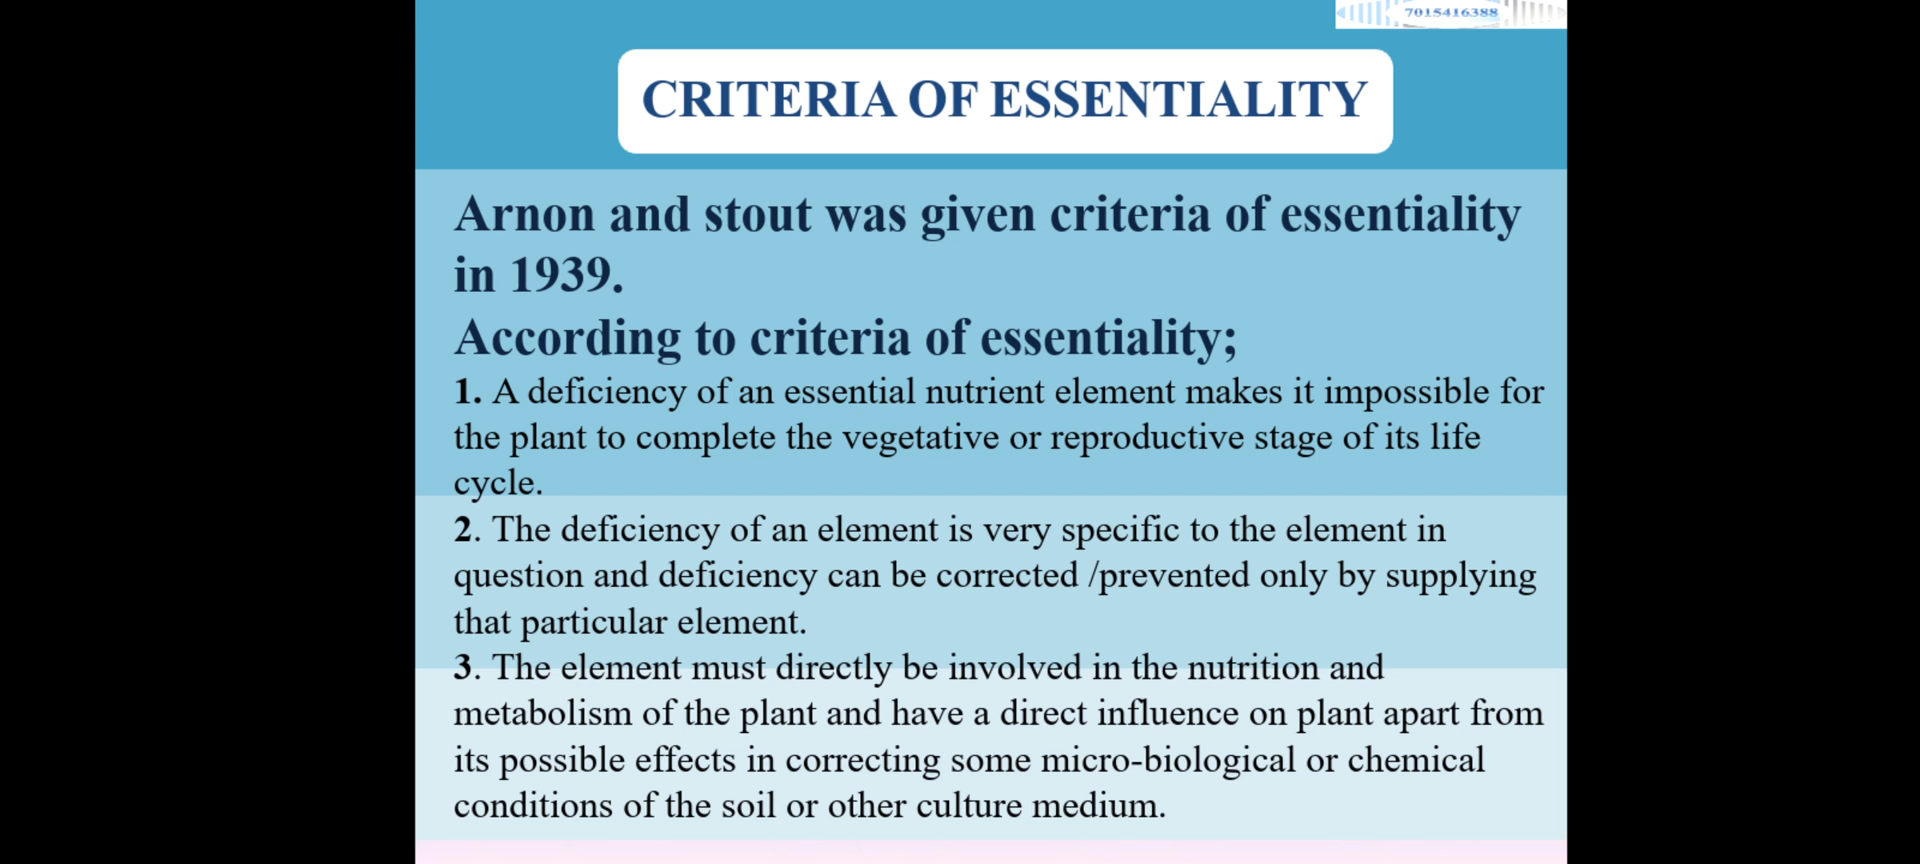 7015416388
CRITERIA OF ESSENTIALITY
Arnon and stout was given criteria of essentiality
in 1939.
According to criteria of essentiality;
1. A deficiency of an essential nutrient element makes it impossible for
the plant to complete the vegetative or reproductive stage of its life
cycle.
2. The deficiency of an element is very specific to the element in
question and deficiency can be corrected /prevented only by supplying
that particular element.
3. The element must directly be involved in the nutrition and
metabolism of the plant and have a direct influence on plant apart from
its possible effects in correcting some micro-biological or chemical
conditions of the soil or other culture medium.